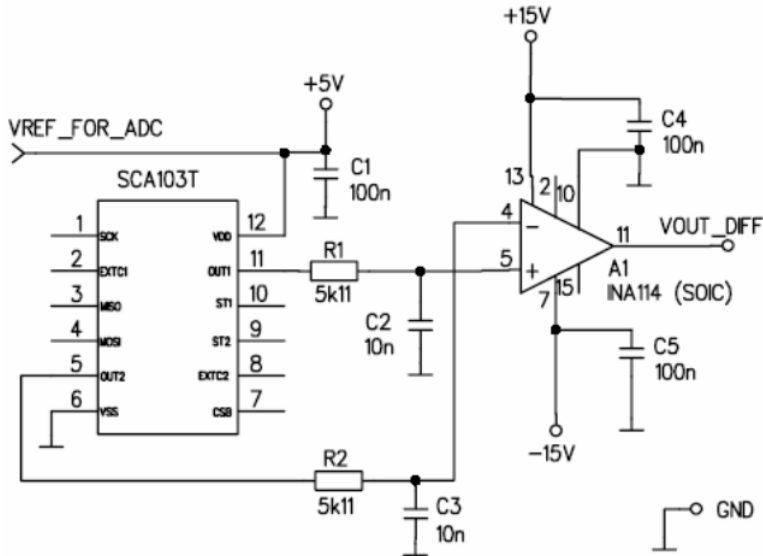 +15V
+5V
VREF_FOR_ADC
C4
100n
C1
100n
SCA103T
13
2
10
4
5
7
15
11
VOUT_DIFF
A1
INA114 (SOIC)
1 SCK VDD 12
2 EXTC1 OUT1 11
3 MISO ST1 10
4 MOSI ST2 9
5 OUT2 EXTC2 8
6 VSS CSB 7
R1
5k11
C2
10n
C5
100n
-15V
R2
5k11
C3
10n
GND